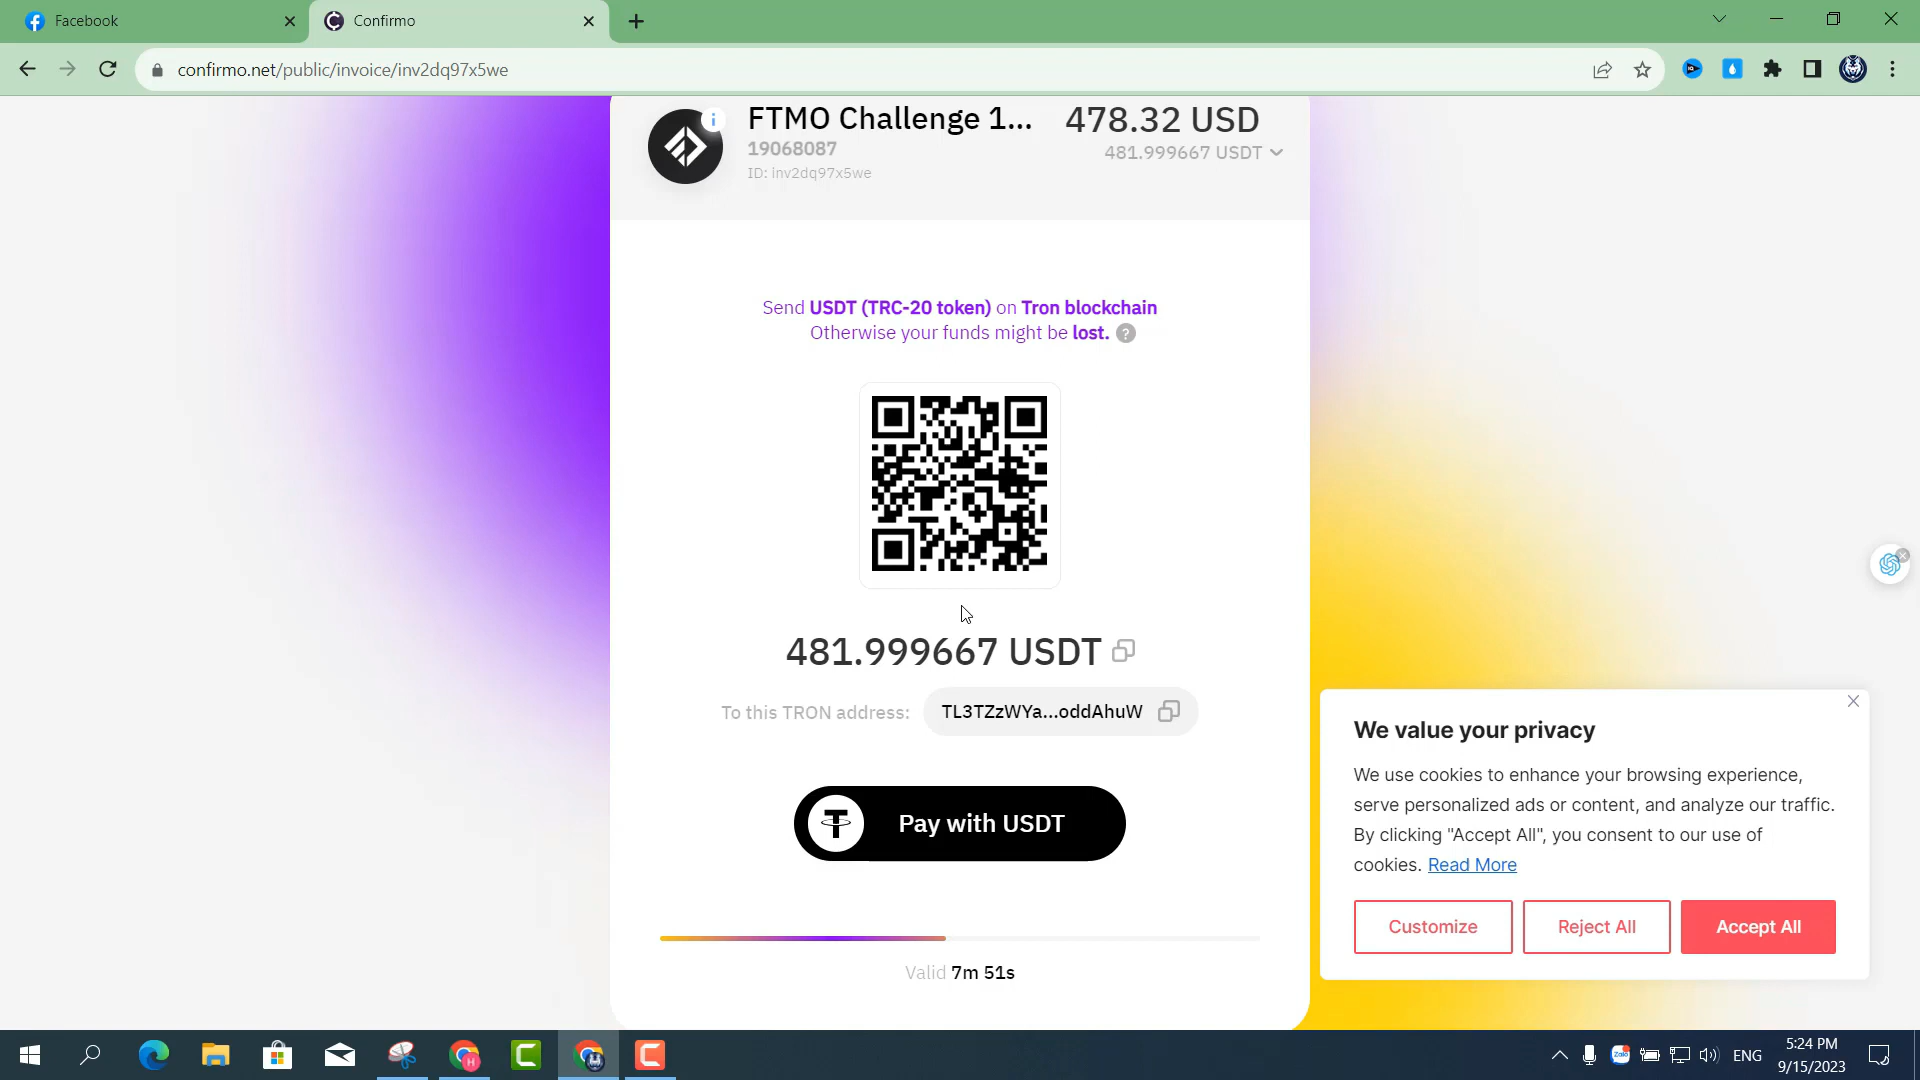 Facebook
Confirmo
confirmo.net/public/invoice/inv2dq97x5we
FTMO Challenge 1...
478.32 USD
19068087
481.999667 USDT
ID: inv2dq97x5we
Send USDT (TRC-20 token) on Tron blockchain
Otherwise your funds might be lost. ?
481.999667 USDT
To this TRON address: TL3TZzWYa...oddAhuW
Pay with USDT
Valid 7m 51s
We value your privacy
We use cookies to enhance your browsing experience,
serve personalized ads or content, and analyze our traffic.
By clicking "Accept All", you consent to our use of
cookies. Read More
Customize
Reject All
Accept All
Zalo
ENG
5:24 PM
9/15/2023